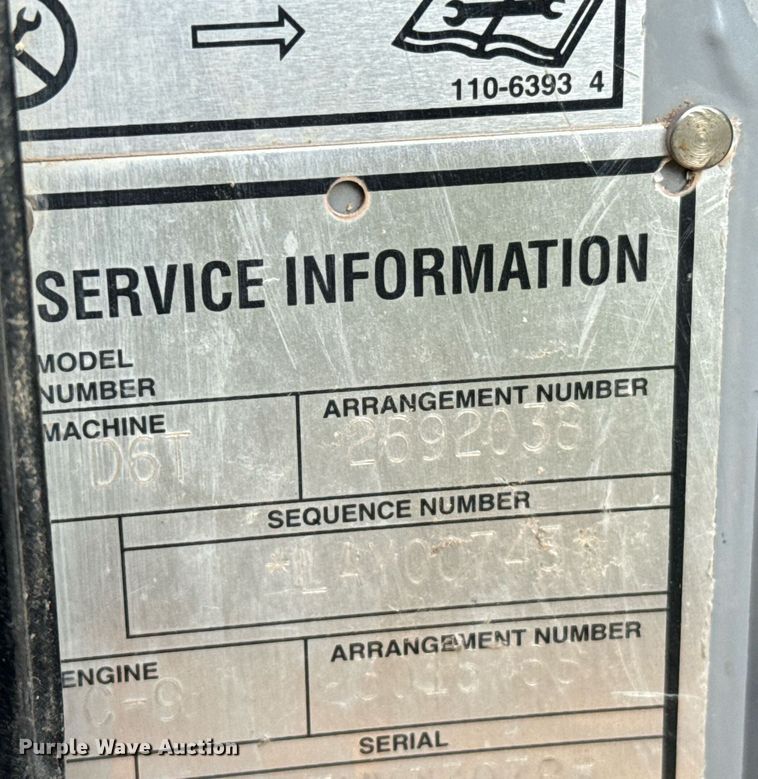 110-6393 4
SERVICE INFORMATION
MODEL
NUMBER
MACHINE
D6T
ARRANGEMENT NUMBER
2692038
SEQUENCE NUMBER
ENGINE
C-9
ARRANGEMENT NUMBER
SERIAL
Purple Wave Auction